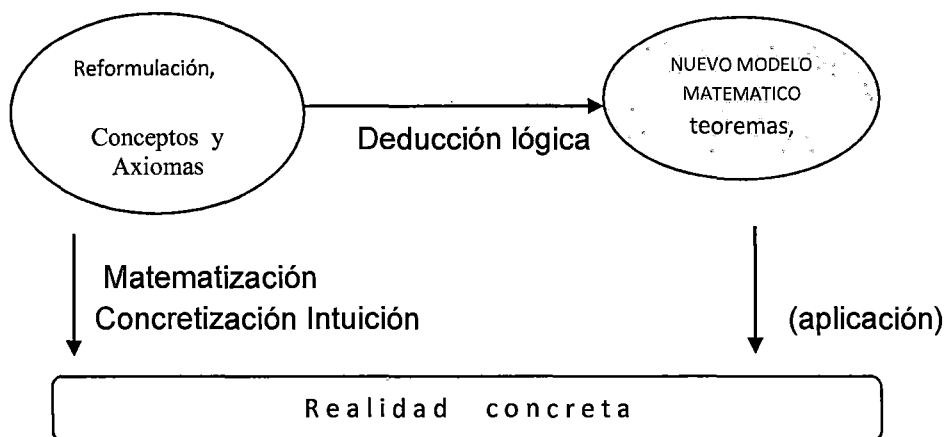 Reformulación,
Conceptos y
Axiomas
Deducción lógica
NUEVO MODELO
MATEMATICO
teoremas,
Matematización
Concretización Intuición
(aplicación)
Realidad concreta